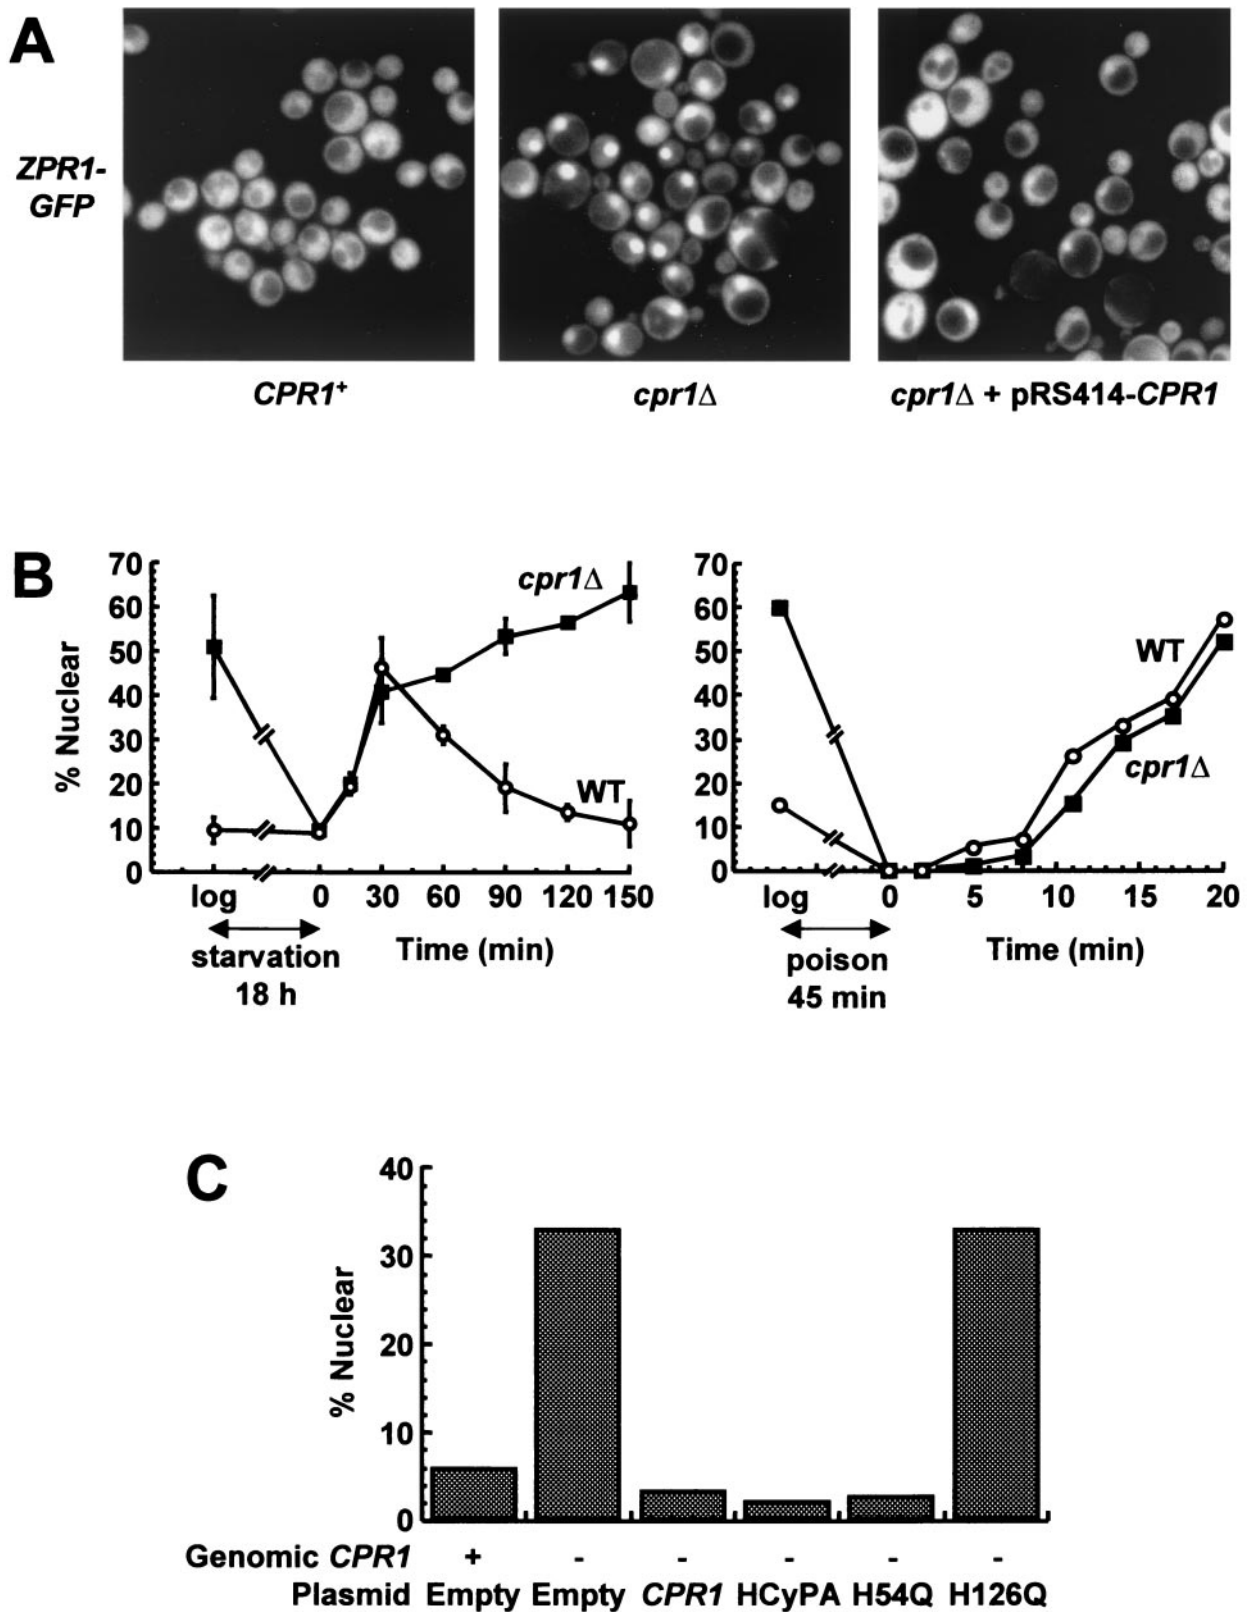 A
ZPR1-
GFP
CPR1⁺
cpr1Δ
cpr1Δ + pRS414-CPR1
B
% Nuclear
70
60
50
40
30
20
10
0
cpr1Δ
WT
log
0 30 60 90 120 150
starvation
18 h
Time (min)
70
60
50
40
30
20
10
0
WT
cpr1Δ
log
0 5 10 15 20
poison
45 min
Time (min)
C
% Nuclear
40
30
20
10
0
Genomic CPR1 + - - - - -
Plasmid Empty Empty CPR1 HCyPA H54Q H126Q